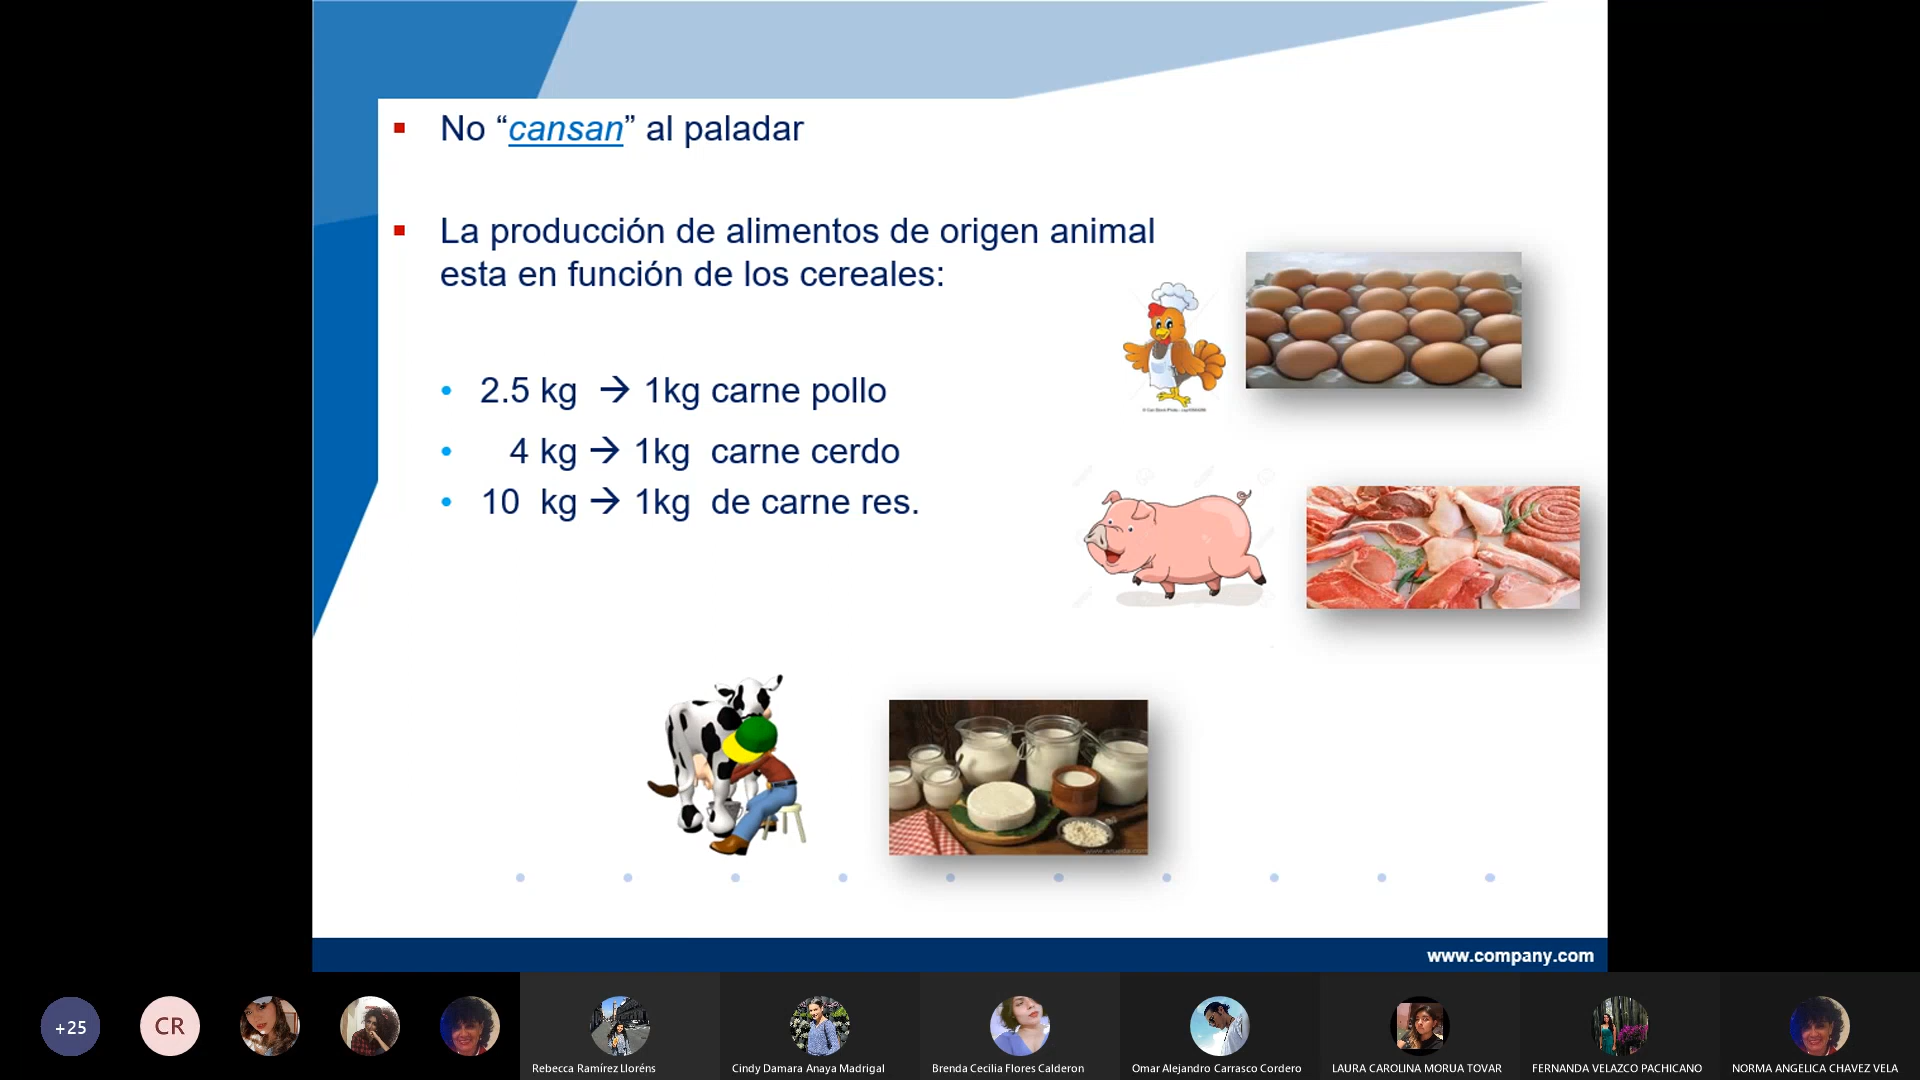 No “cansan” al paladar
La producción de alimentos de origen animal
esta en función de los cereales:
2.5 kg → 1kg carne pollo
4 kg → 1kg carne cerdo
10 kg → 1kg de carne res.
www.company.com
+25
CR
Rebecca Ramírez Lloréns
Cindy Damara Anaya Madrigal
Brenda Cecilia Flores Calderon
Omar Alejandro Carrasco Cordero
LAURA CAROLINA MORUA TOVAR
FERNANDA VELAZCO PACHICANO
NORMA ANGELICA CHAVEZ VELA